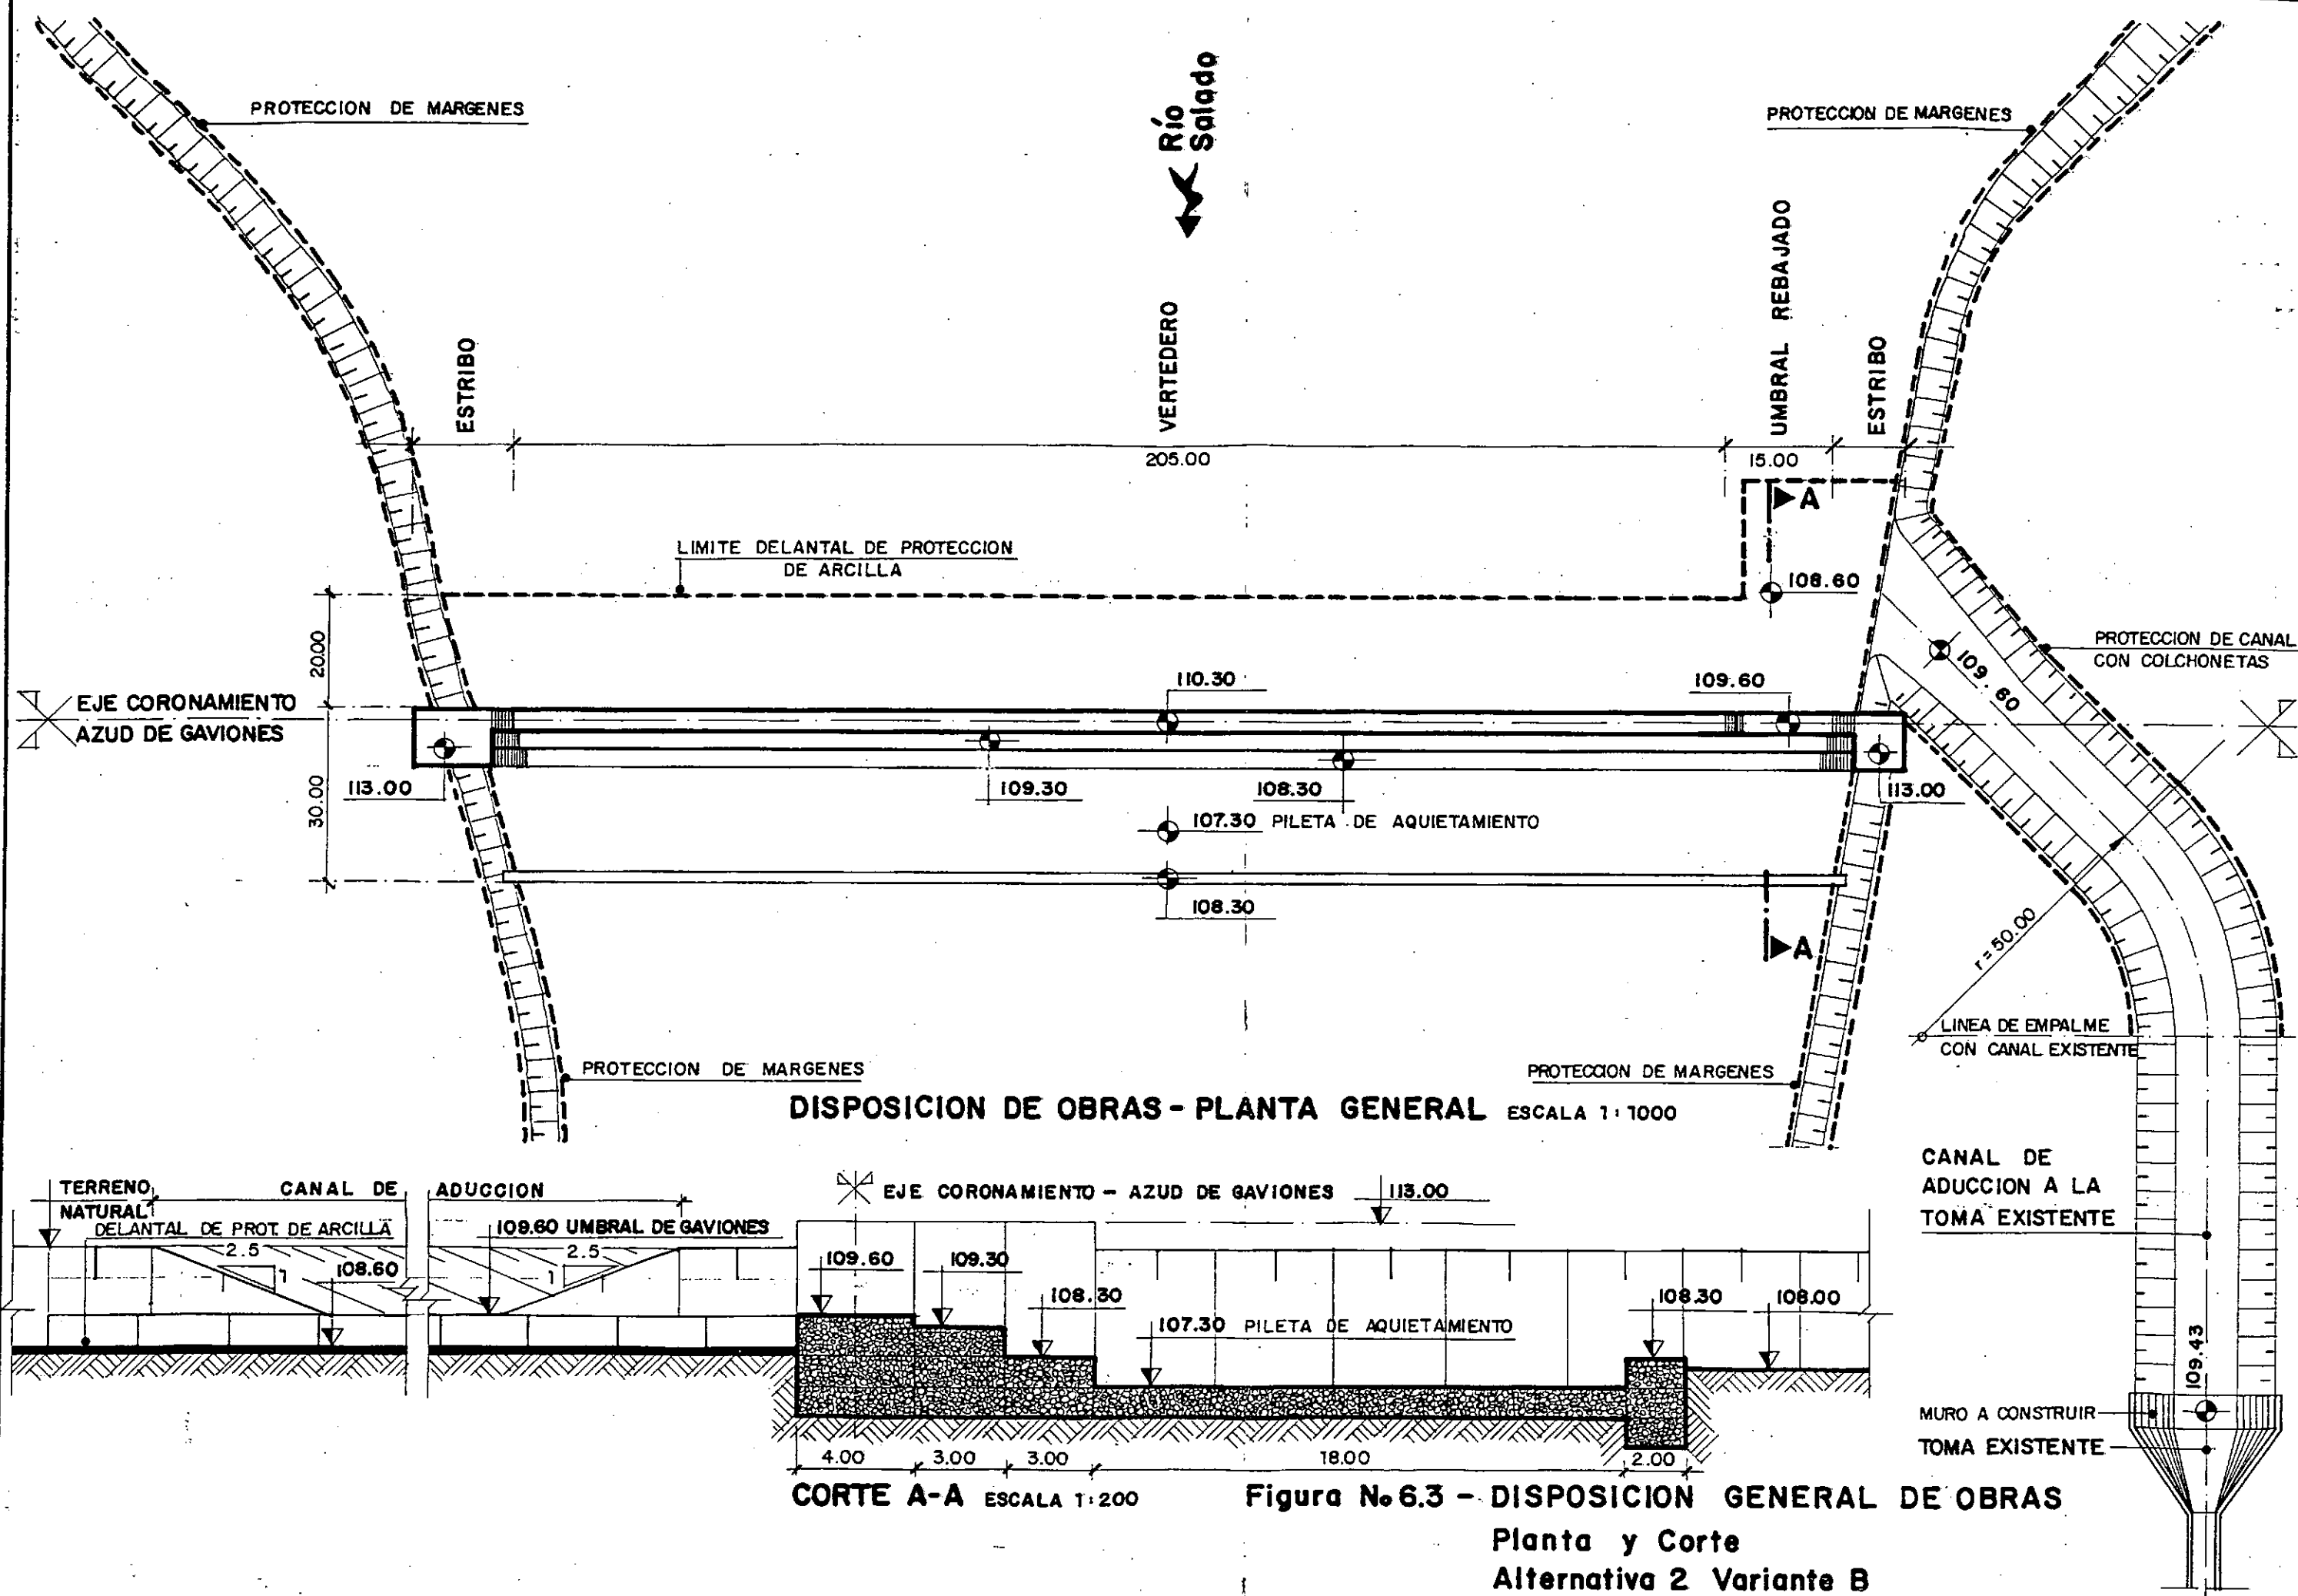 Río
Salado
PROTECCION DE MARGENES
PROTECCION DE MARGENES
ESTRIBO
VERTEDERO
UMBRAL REBAJADO
ESTRIBO
205.00
15.00
A
LIMITE DELANTAL DE PROTECCION
DE ARCILLA
108.60
20.00
PROTECCION DE CANAL
CON COLCHONETAS
109.60
EJE CORONAMIENTO
AZUD DE GAVIONES
110.30
109.60
113.00
109.30
108.30
113.00
30.00
107.30 PILETA DE AQUIETAMIENTO
108.30
A
r=50.00
LINEA DE EMPALME
CON CANAL EXISTENTE
PROTECCION DE MARGENES
PROTECCION DE MARGENES
DISPOSICION DE OBRAS - PLANTA GENERAL ESCALA 1:1000
CANAL DE
ADUCCION A LA
TOMA EXISTENTE
TERRENO
NATURAL
CANAL DE ADUCCION
EJE CORONAMIENTO - AZUD DE GAVIONES
113.00
DELANTAL DE PROT. DE ARCILLA
109.60 UMBRAL DE GAVIONES
2.5
1
108.60
2.5
1
109.60
109.30
108.30
107.30 PILETA DE AQUIETAMIENTO
108.30
108.00
109.43
MURO A CONSTRUIR
TOMA EXISTENTE
4.00
3.00
3.00
18.00
2.00
CORTE A-A ESCALA 1:200
Figura No 6.3 - DISPOSICION GENERAL DE OBRAS
Planta y Corte
Alternativa 2 Variante B